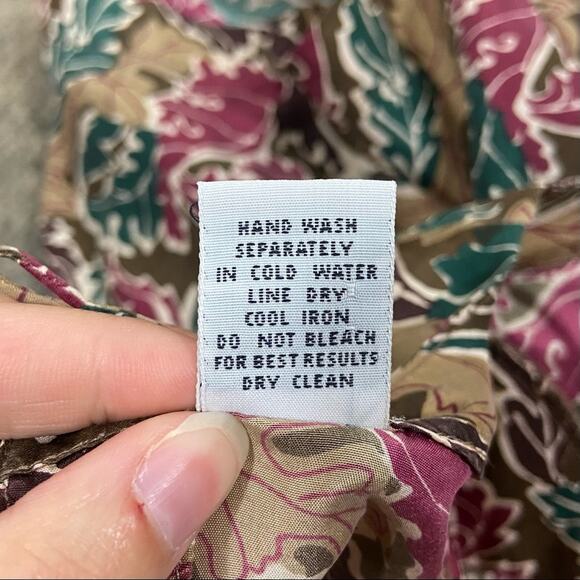 HAND WASH
SEPARATELY
IN COLD WATER
LINE DRY
COOL IRON
DO NOT BLEACH
FOR BEST RESULTS
DRY CLEAN